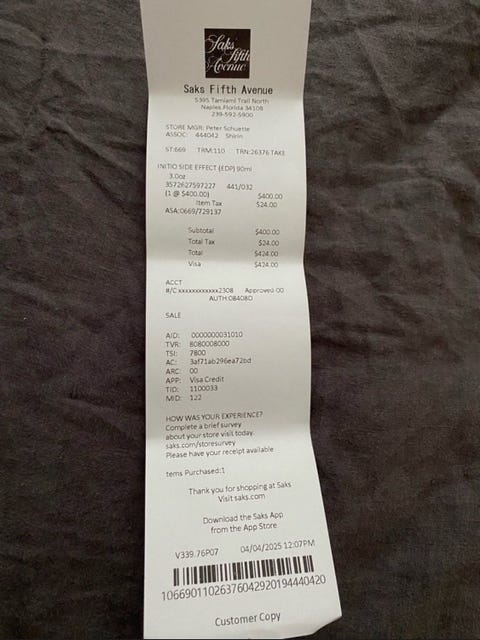 Saks
Fifth
Avenue
Saks Fifth Avenue
5395 Tamiami Trail North
Naples Florida 34108
239-592-5900
STORE MGR: Peter Schuette
ASSOC: 444042 Shirin
ST:669 TRM:110 TRN:26376 TAKE
INITIO SIDE EFFECT (EDP) 90ml
3.0oz
3572627597227 441/032
(1 @ $400.00) $400.00
Item Tax $24.00
ASA:0669/729137
Subtotal $400.00
Total Tax $24.00
Total $424.00
Visa $424.00
ACCT
#/C:xxxxxxxxxxxx2308 Approved-00
AUTH:08408D
SALE
AID: 0000000031010
TVR: 8080008000
TSI: 7800
AC: 3af71ab296ea72bd
ARC: 00
APP: Visa Credit
TID: 1100033
MID: 122
HOW WAS YOUR EXPERIENCE?
Complete a brief survey
about your store visit today.
saks.com/storesurvey
Please have your receipt available
tems Purchased:1
Thank you for shopping at Saks
Visit saks.com
Download the Saks App
from the App Store
V339.76P07 04/04/2025 12:07PM
10669011026376042920194440420
Customer Copy